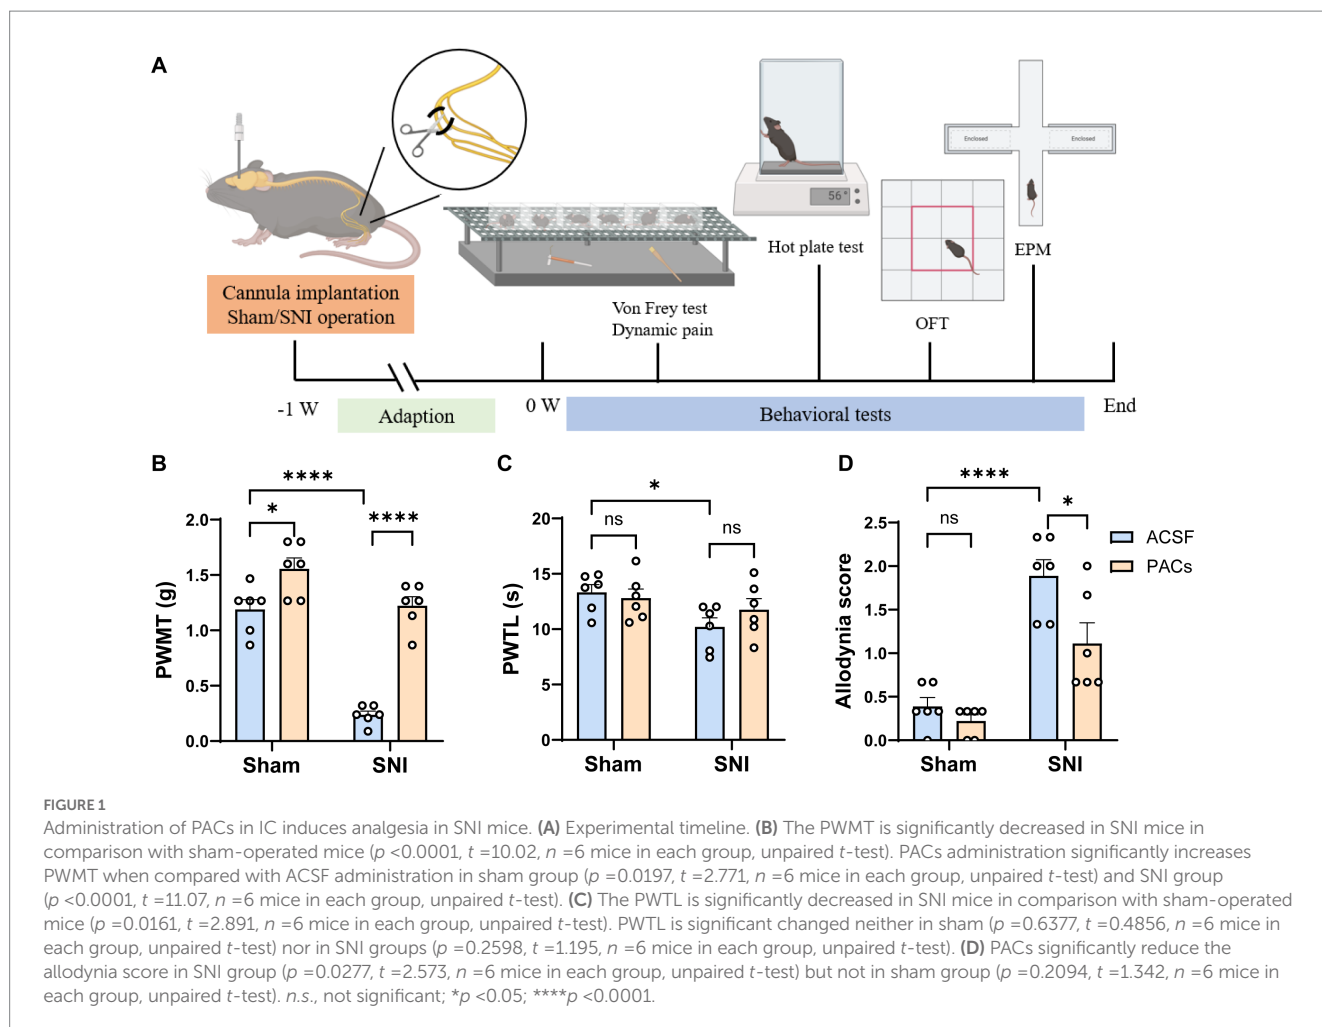 A
Enclosed
Enclosed
56°
Hot plate test
EPM
Cannula implantation
Sham/SNI operation
Von Frey test
Dynamic pain
OFT
-1 W
Adaption
0 W
Behavioral tests
End
B
****
*
****
PWMT (g)
2.0
1.5
1.0
0.5
0.0
Sham
SNI
C
*
ns
ns
PWTL (s)
20
15
10
5
0
Sham
SNI
D
****
ns
*
Allodynia score
2.5
2.0
1.5
1.0
0.5
0.0
Sham
SNI
ACSF
PACs
FIGURE 1
Administration of PACs in IC induces analgesia in SNI mice. (A) Experimental timeline. (B) The PWMT is significantly decreased in SNI mice in
comparison with sham-operated mice (p <0.0001, t =10.02, n =6 mice in each group, unpaired t-test). PACs administration significantly increases
PWMT when compared with ACSF administration in sham group (p =0.0197, t =2.771, n =6 mice in each group, unpaired t-test) and SNI group
(p <0.0001, t =11.07, n =6 mice in each group, unpaired t-test). (C) The PWTL is significantly decreased in SNI mice in comparison with sham-operated
mice (p =0.0161, t =2.891, n =6 mice in each group, unpaired t-test). PWTL is significant changed neither in sham (p =0.6377, t =0.4856, n =6 mice in
each group, unpaired t-test) nor in SNI groups (p =0.2598, t =1.195, n =6 mice in each group, unpaired t-test). (D) PACs significantly reduce the
allodynia score in SNI group (p =0.0277, t =2.573, n =6 mice in each group, unpaired t-test) but not in sham group (p =0.2094, t =1.342, n =6 mice in
each group, unpaired t-test). n.s., not significant; *p <0.05; ****p <0.0001.